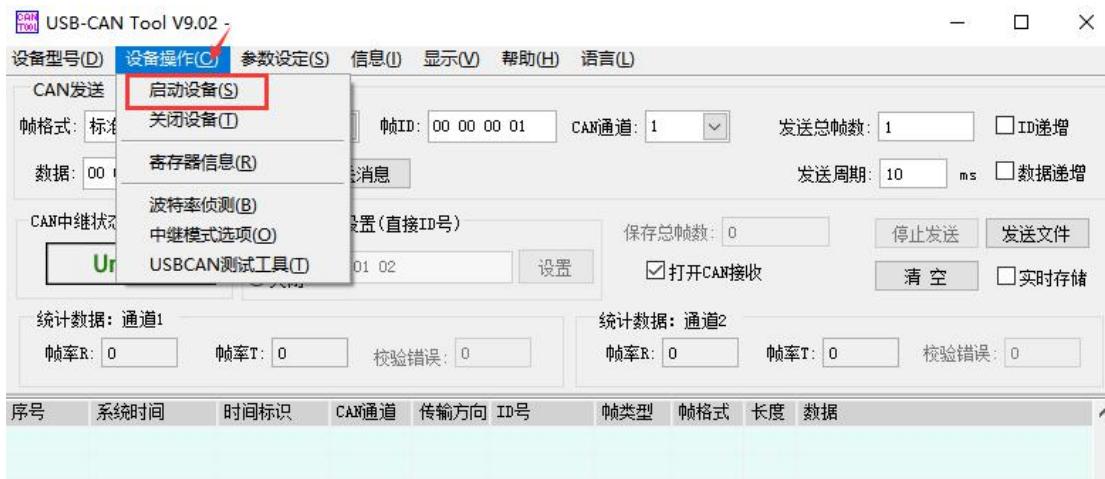 CAN TOOL USB-CAN Tool V9.02 -
设备型号(D) 设备操作(O) 参数设定(S) 信息(I) 显示(V) 帮助(H) 语言(L)
启动设备(S)
关闭设备(T)
寄存器信息(R)
波特率侦测(B)
中继模式选项(O)
USBCAN测试工具(T)
CAN发送
帧格式: 标准 帧ID: 00 00 00 01 CAN通道: 1 发送总帧数: 1 ID递增
数据: 00 消息 发送周期: 10 ms 数据递增
CAN中继状态 设置(直接ID号) 保存总帧数: 0 停止发送 发送文件
01 02 设置 打开CAN接收 清空 实时存储
统计数据: 通道1 统计数据: 通道2
帧率R: 0 帧率T: 0 校验错误: 0 帧率R: 0 帧率T: 0 校验错误: 0
序号 系统时间 时间标识 CAN通道 传输方向 ID号 帧类型 帧格式 长度 数据